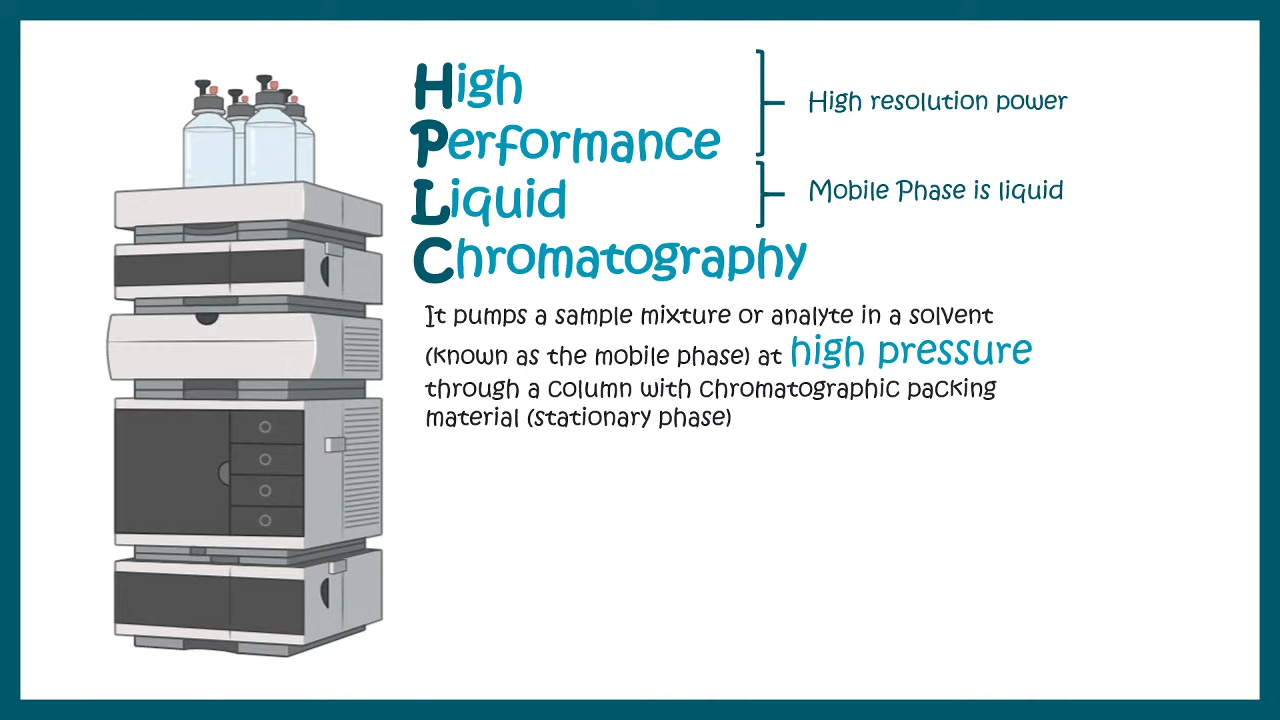 High
Performance
Liquid
Chromatography
High resolution power
Mobile Phase is liquid
It pumps a sample mixture or analyte in a solvent
(known as the mobile phase) at high pressure
through a column with chromatographic packing
material (stationary phase)